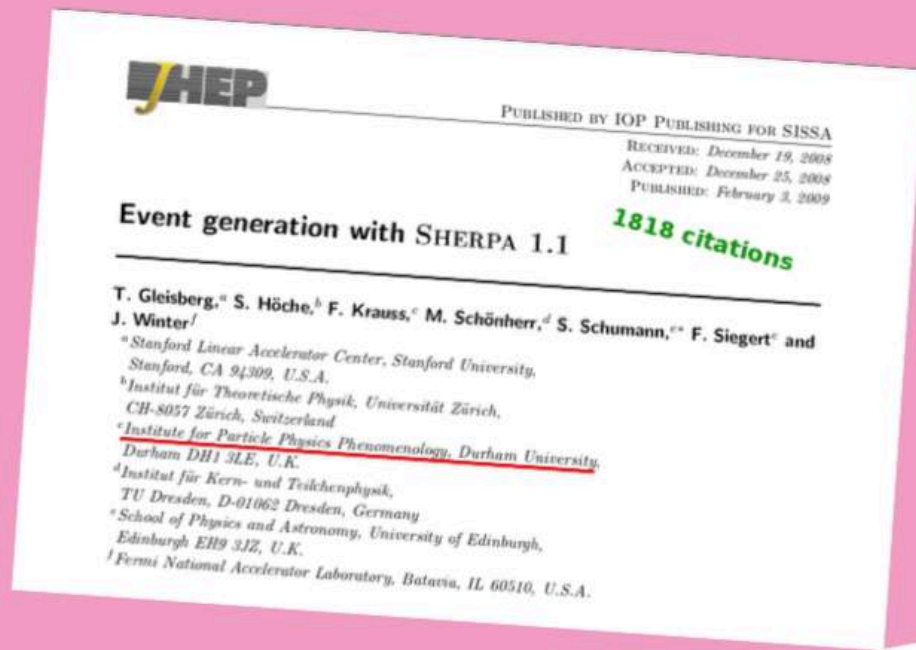 JHEP
PUBLISHED BY IOP PUBLISHING FOR SISSA
RECEIVED: December 19, 2008
ACCEPTED: December 25, 2008
PUBLISHED: February 3, 2009
1818 citations
Event generation with SHERPA 1.1
T. Gleisberg,ᵃ S. Höche,ᵇ F. Krauss,ᶜ M. Schönherr,ᵈ S. Schumann,ᵉ* F. Siegertᶜ and
J. Winterᶠ
ᵃStanford Linear Accelerator Center, Stanford University,
Stanford, CA 94309, U.S.A.
ᵇInstitut für Theoretische Physik, Universität Zürich,
CH-8057 Zürich, Switzerland
ᶜInstitute for Particle Physics Phenomenology, Durham University,
Durham DH1 3LE, U.K.
ᵈInstitut für Kern- und Teilchenphysik,
TU Dresden, D-01062 Dresden, Germany
ᵉSchool of Physics and Astronomy, University of Edinburgh,
Edinburgh EH9 3JZ, U.K.
ᶠFermi National Accelerator Laboratory, Batavia, IL 60510, U.S.A.